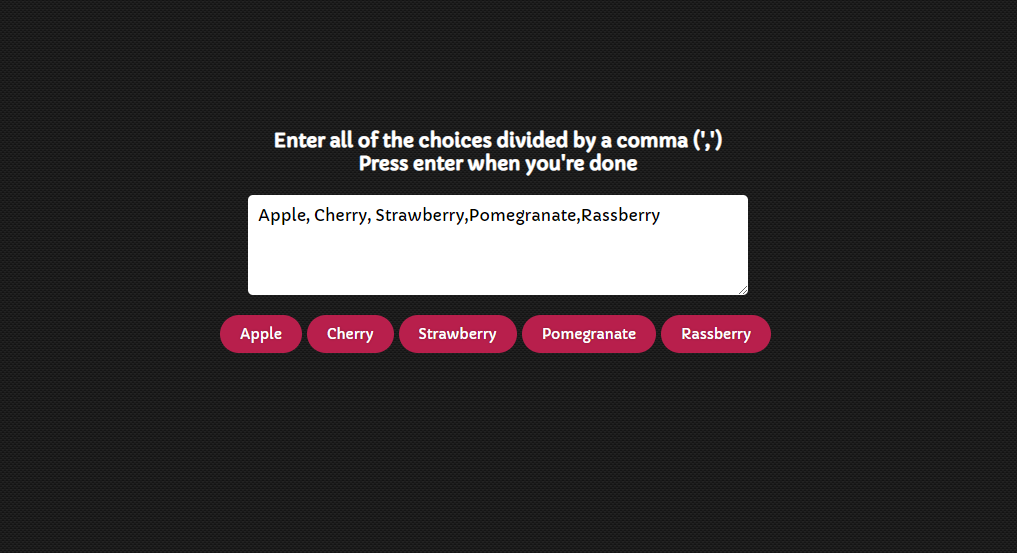 Enter all of the choices divided by a comma (',')
Press enter when you're done
Apple, Cherry, Strawberry,Pomegranate,Rassberry
Apple Cherry Strawberry Pomegranate Rassberry